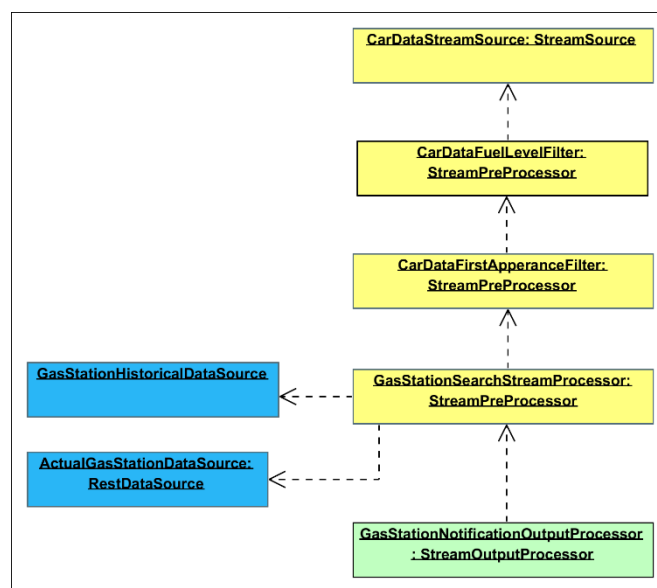 CarDataStreamSource: StreamSource
CarDataFuelLevelFilter:
StreamPreProcessor
CarDataFirstApperanceFilter:
StreamPreProcessor
GasStationHistoricalDataSource
GasStationSearchStreamProcessor:
StreamPreProcessor
ActualGasStationDataSource:
RestDataSource
GasStationNotificationOutputProcessor
: StreamOutputProcessor